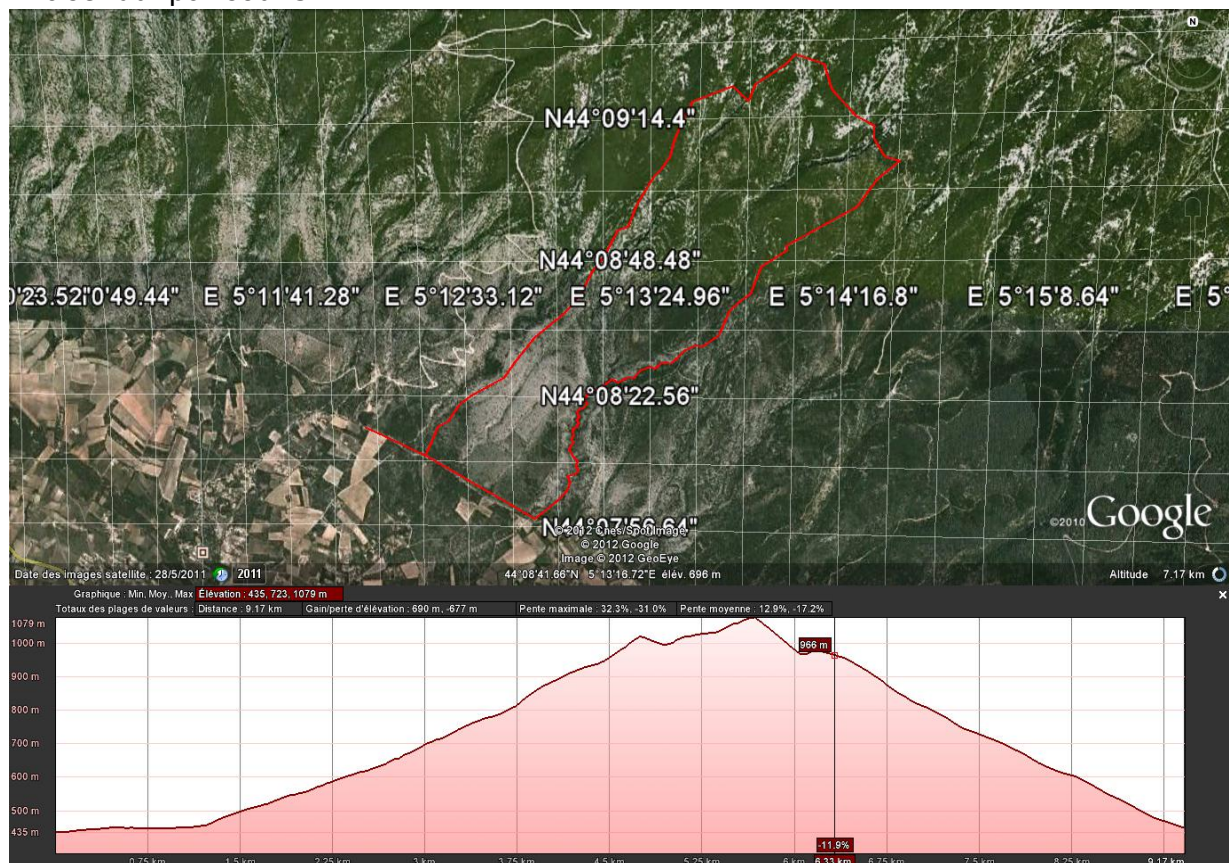 N
N44°09'14.4"
N44°08'48.48"
0'23.52"0'49.44" E 5°11'41.28" E 5°12'33.12" E 5°13'24.96" E 5°14'16.8" E 5°15'8.64" E 5°
N44°08'22.56"
N44°07'56.64"
©2010 Google
© 2012 Cnes/Spot Image
© 2012 Google
Image © 2012 GeoEye
Date des images satellite : 28/5/2011 2011 44°08'41.66"N 5°13'16.72"E élév. 696 m Altitude 7.17 km
Graphique : Min, Moy., Max Élévation : 435, 723, 1079 m
Totaux des plages de valeurs : Distance : 9.17 km Gain/perte d'élévation : 690 m, -677 m Pente maximale : 32.3%, -31.0% Pente moyenne : 12.9%, -17.2%
1079 m
1000 m
966 m
900 m
800 m
700 m
600 m
500 m
435 m
-11.9%
0.75 km 1.5 km 2.25 km 3 km 3.75 km 4.5 km 5.25 km 6 km 6.33 km 6.75 km 7.5 km 8.25 km 9.17 km